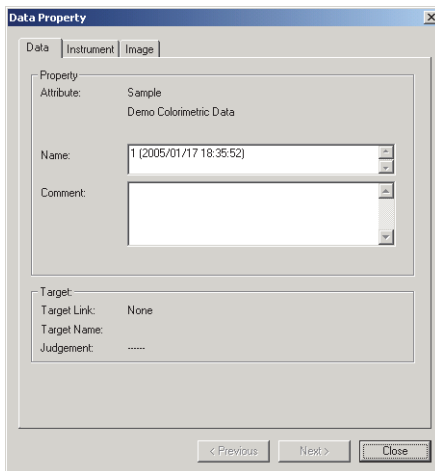 Data Property
Data Instrument Image
Property
Attribute: Sample
Demo Colorimetric Data
Name: 1 (2005/01/17 18:35:52)
Comment:
Target:
Target Link: None
Target Name:
Judgement: ------
< Previous Next > Close